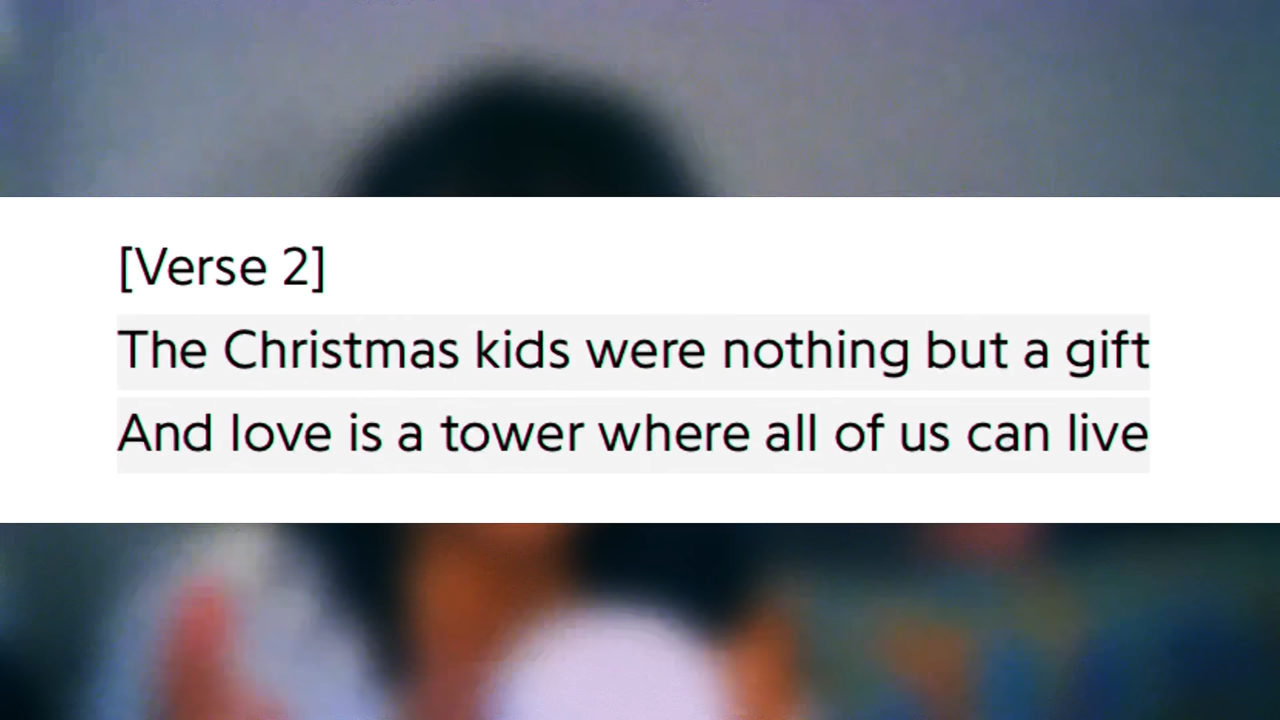 [Verse 2]
The Christmas kids were nothing but a gift
And love is a tower where all of us can live